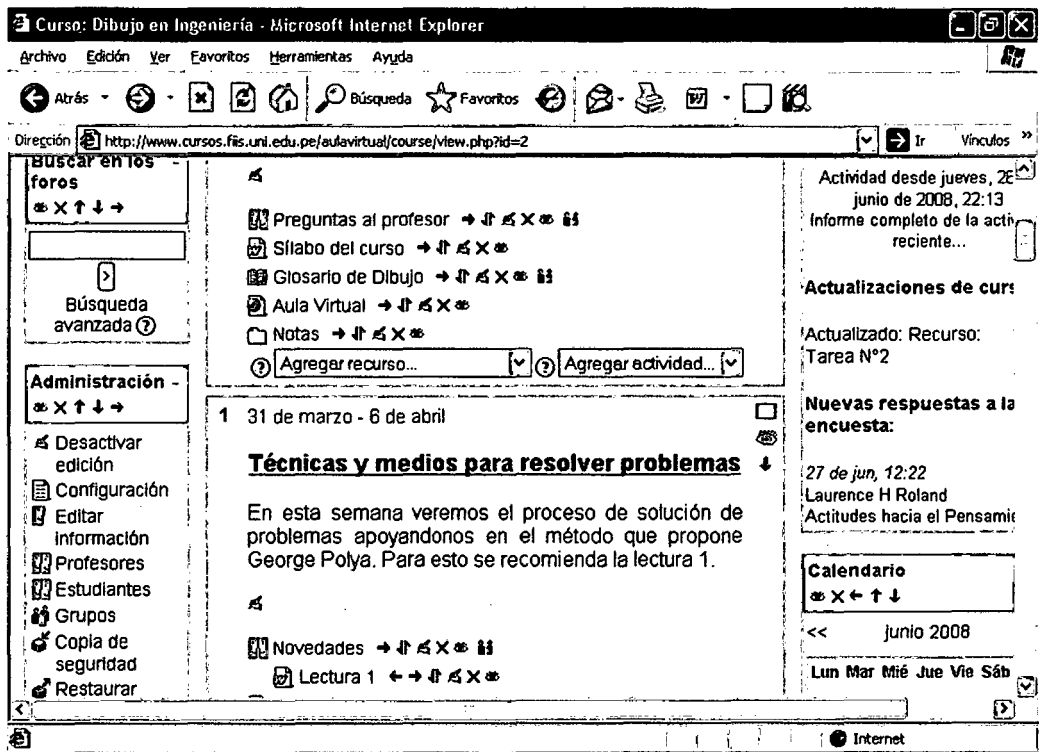 Curso: Dibujo en Ingeniería - Microsoft Internet Explorer
Archivo Edición Ver Favoritos Herramientas Ayuda
Atrás Búsqueda Favoritos
Dirección http://www.cursos.fiis.uni.edu.pe/aulavirtual/course/view.php?id=2 Ir Vínculos »
Buscar en los -
foros
Búsqueda
avanzada
Administración -
Desactivar
edición
Configuración
Editar
información
Profesores
Estudiantes
Grupos
Copia de
seguridad
Restaurar
Preguntas al profesor
Sílabo del curso
Glosario de Dibujo
Aula Virtual
Notas
Agregar recurso... Agregar actividad...
1 31 de marzo - 6 de abril
Técnicas y medios para resolver problemas
En esta semana veremos el proceso de solución de
problemas apoyandonos en el método que propone
George Polya. Para esto se recomienda la lectura 1.
Novedades
Lectura 1
Actividad desde jueves,
junio de 2008, 22:13
Informe completo de la acti
reciente...
Actualizaciones de curs
Actualizado: Recurso:
Tarea N°2
Nuevas respuestas a la
encuesta:
27 de jun, 12:22
Laurence H Roland
Actitudes hacia el Pensamie
Calendario
<< junio 2008
Lun Mar Mié Jue Vie Sáb
Internet